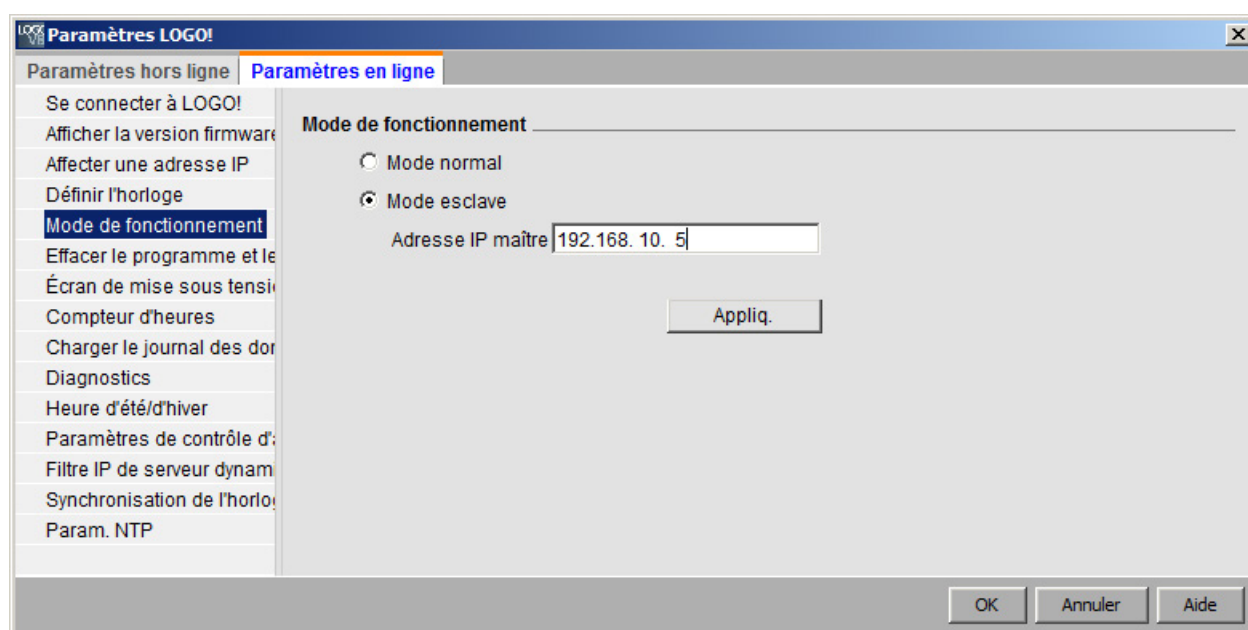 Paramètres LOGO!
Paramètres hors ligne Paramètres en ligne
Se connecter à LOGO!
Afficher la version firmware
Affecter une adresse IP
Définir l'horloge
Mode de fonctionnement
Effacer le programme et le
Écran de mise sous tensi
Compteur d'heures
Charger le journal des don
Diagnostics
Heure d'été/d'hiver
Paramètres de contrôle d'a
Filtre IP de serveur dynami
Synchronisation de l'horlog
Param. NTP
Mode de fonctionnement
Mode normal
Mode esclave
Adresse IP maître 192.168. 10. 5
Appliq.
OK Annuler Aide